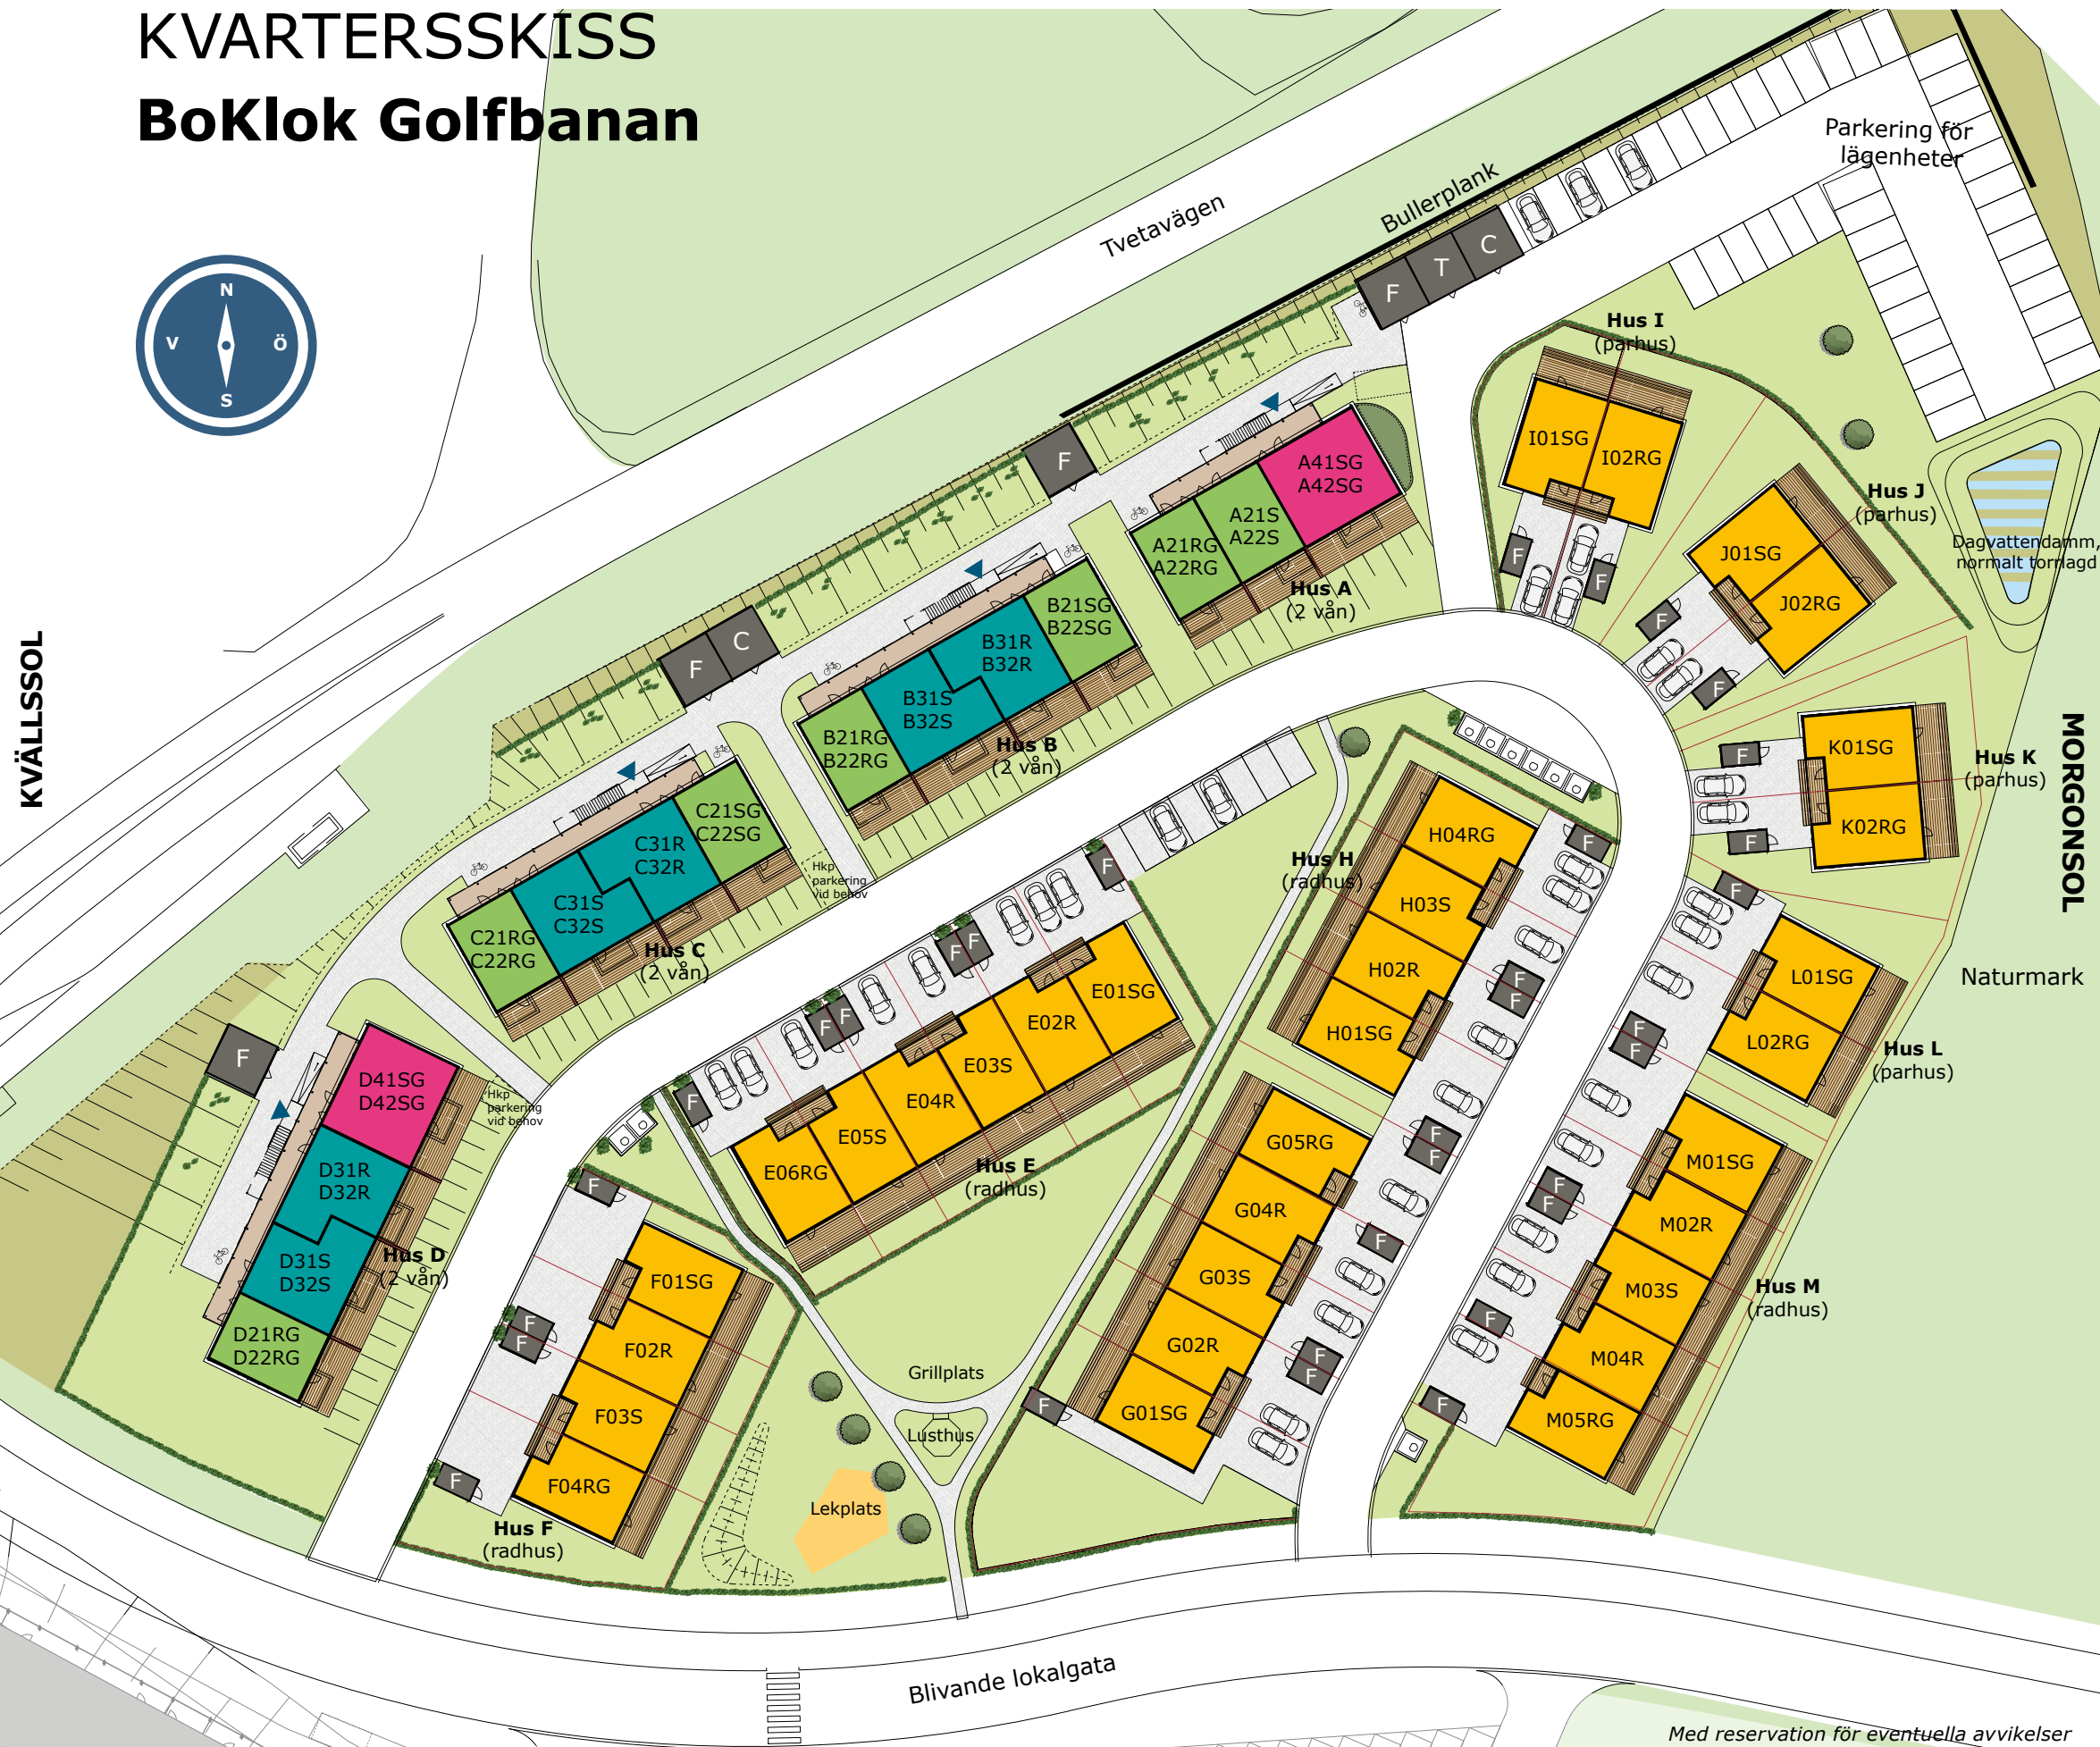 KVARTERSSKISS
BoKlok Golfbanan
N
V
Ö
S
KVÄLLSSOL
MORGONSOL
Tvetavägen
Bullerplank
Parkering för
lägenheter
F
T
C
F
F
C
F
Hus I
(parhus)
I01SG
I02RG
F
F
Hus J
(parhus)
J01SG
J02RG
F
F
Dagvattendamm,
normalt torrlagd
Hus K
(parhus)
K01SG
K02RG
F
F
Naturmark
A41SG
A42SG
A21S
A22S
A21RG
A22RG
Hus A
(2 vån)
B21SG
B22SG
B31R
B32R
B31S
B32S
B21RG
B22RG
Hus B
(2 vån)
C21SG
C22SG
C31R
C32R
C31S
C32S
C21RG
C22RG
Hus C
(2 vån)
Hkp
parkering
vid behov
D41SG
D42SG
D31R
D32R
D31S
D32S
D21RG
D22RG
Hus D
(2 vån)
Hkp
parkering
vid behov
E01SG
E02R
E03S
E04R
E05S
E06RG
Hus E
(radhus)
F
F
F
F
F
F
F01SG
F02R
F03S
F04RG
Hus F
(radhus)
F
F
F
F
Hus H
(radhus)
H04RG
H03S
H02R
H01SG
F
F
F
G05RG
G04R
G03S
G02R
G01SG
F
F
F
F
F
F
L01SG
L02RG
Hus L
(parhus)
F
F
F
M01SG
M02R
M03S
M04R
M05RG
Hus M
(radhus)
F
F
F
F
Grillplats
Lusthus
Lekplats
Blivande lokalgata
Med reservation för eventuella avvikelser